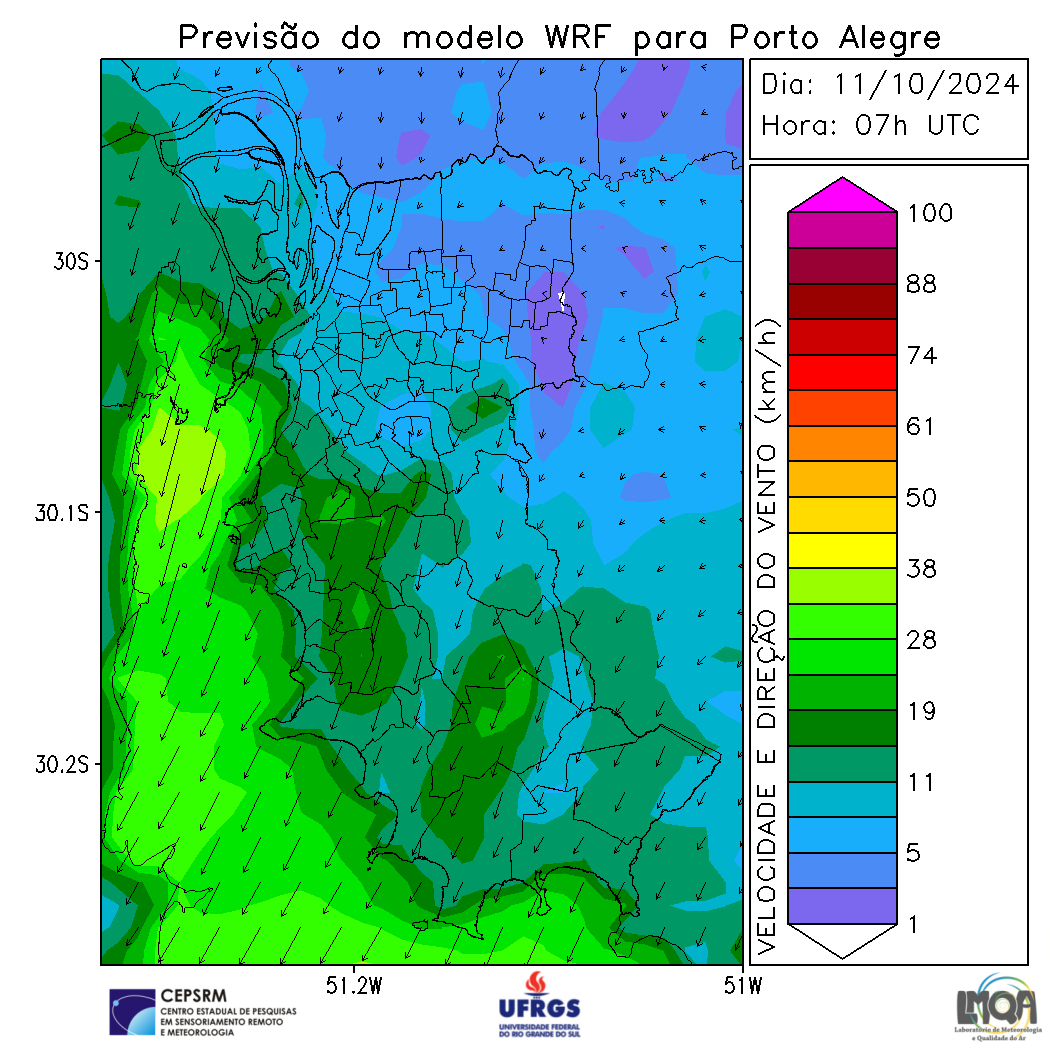 Previsão do modelo WRF para Porto Alegre
Dia: 11/10/2024
Hora: 07h UTC
30S
30.1S
30.2S
51.2W
51W
VELOCIDADE E DIREÇÃO DO VENTO (km/h)
100
88
74
61
50
38
28
19
11
5
1
CEPSRM
CENTRO ESTADUAL DE PESQUISAS
EM SENSORIAMENTO REMOTO
E METEOROLOGIA
UFRGS
UNIVERSIDADE FEDERAL
DO RIO GRANDE DO SUL
LMQA
Laboratório de Meteorologia
e Qualidade do Ar